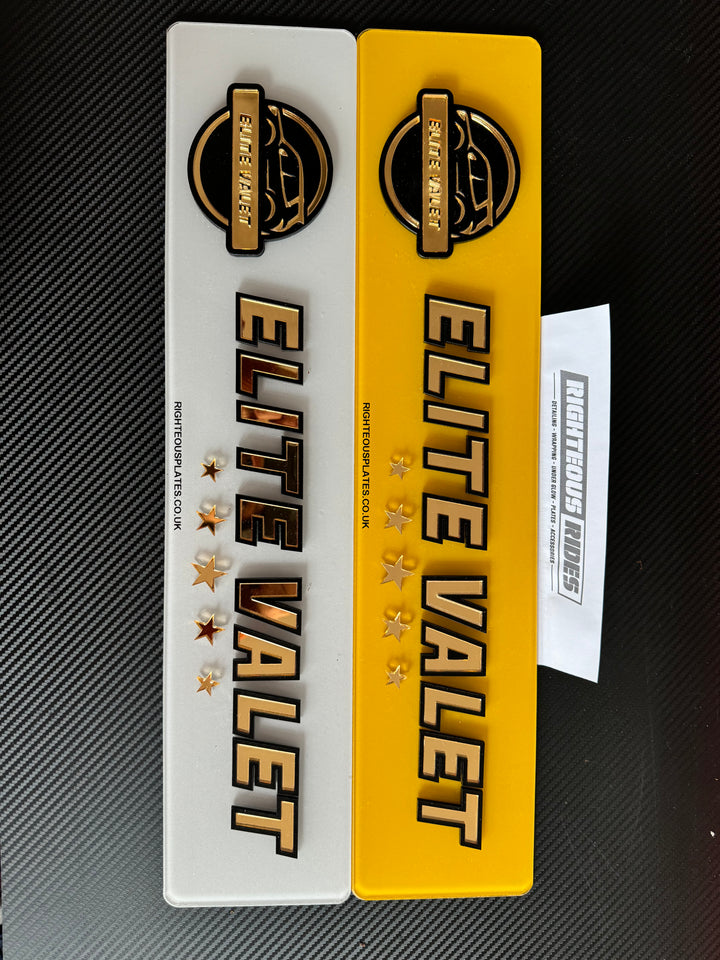 ELITE VALET
ELITE VALET
RIGHTEOUSPLATES.CO.UK
ELITE VALET
ELITE VALET
RIGHTEOUSPLATES.CO.UK
RIGHTEOUS RIDES
DETAILING - WRAPPING - UNDER GLOW - PLATES - ACCESSORIES